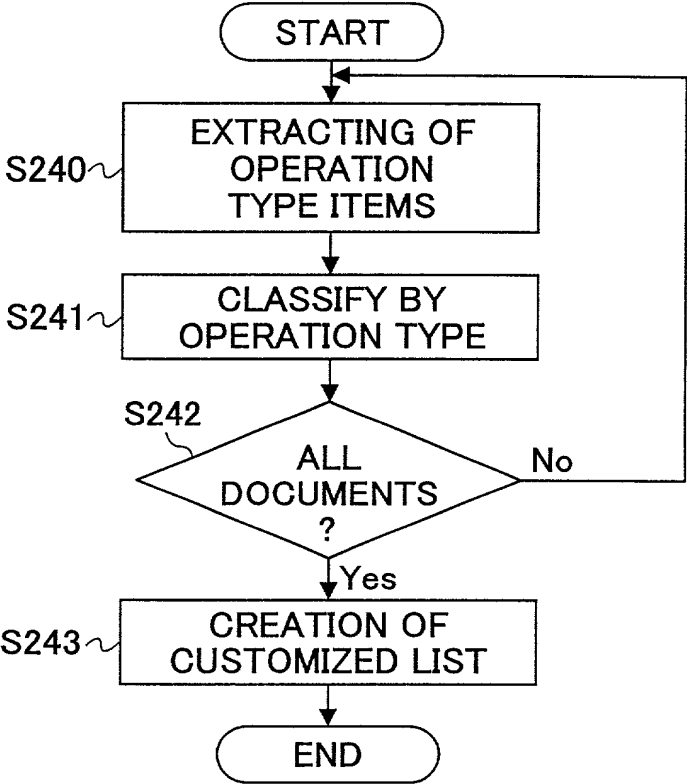 START
S240
EXTRACTING OF
OPERATION
TYPE ITEMS
S241
CLASSIFY BY
OPERATION TYPE
S242
ALL
DOCUMENTS
?
No
Yes
S243
CREATION OF
CUSTOMIZED LIST
END